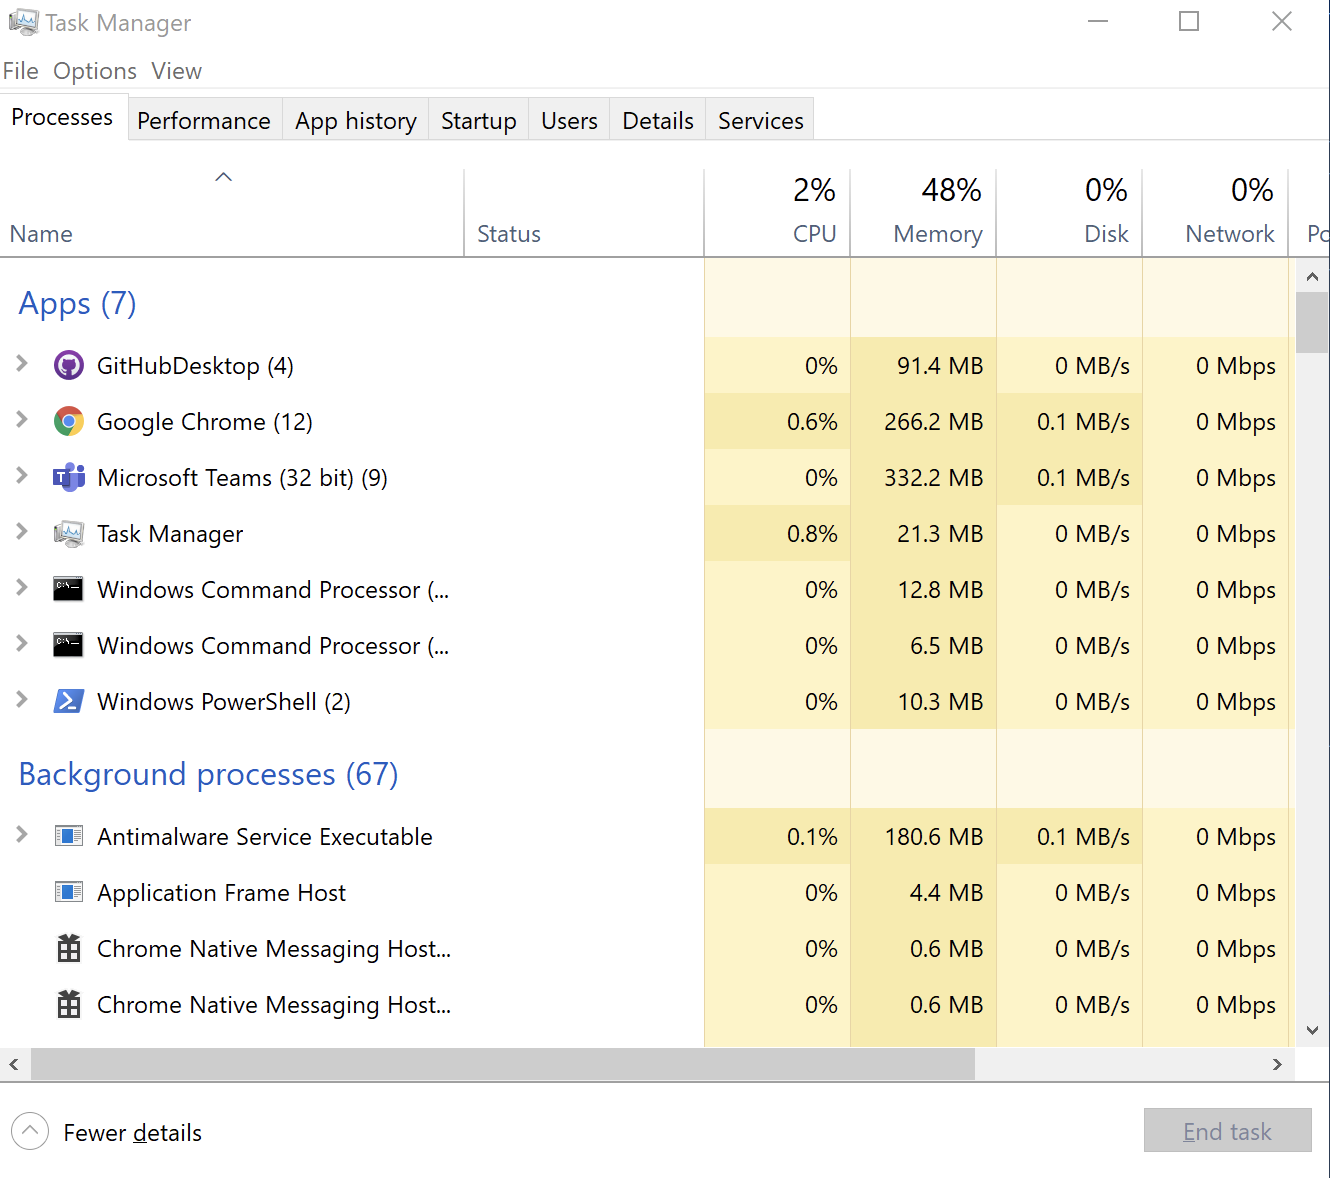 Task Manager
File Options View
Processes Performance App history Startup Users Details Services
2% 48% 0% 0%
Name Status CPU Memory Disk Network Po
Apps (7)
GitHubDesktop (4) 0% 91.4 MB 0 MB/s 0 Mbps
Google Chrome (12) 0.6% 266.2 MB 0.1 MB/s 0 Mbps
Microsoft Teams (32 bit) (9) 0% 332.2 MB 0.1 MB/s 0 Mbps
Task Manager 0.8% 21.3 MB 0 MB/s 0 Mbps
Windows Command Processor (... 0% 12.8 MB 0 MB/s 0 Mbps
Windows Command Processor (... 0% 6.5 MB 0 MB/s 0 Mbps
Windows PowerShell (2) 0% 10.3 MB 0 MB/s 0 Mbps
Background processes (67)
Antimalware Service Executable 0.1% 180.6 MB 0.1 MB/s 0 Mbps
Application Frame Host 0% 4.4 MB 0 MB/s 0 Mbps
Chrome Native Messaging Host... 0% 0.6 MB 0 MB/s 0 Mbps
Chrome Native Messaging Host... 0% 0.6 MB 0 MB/s 0 Mbps
Fewer details End task